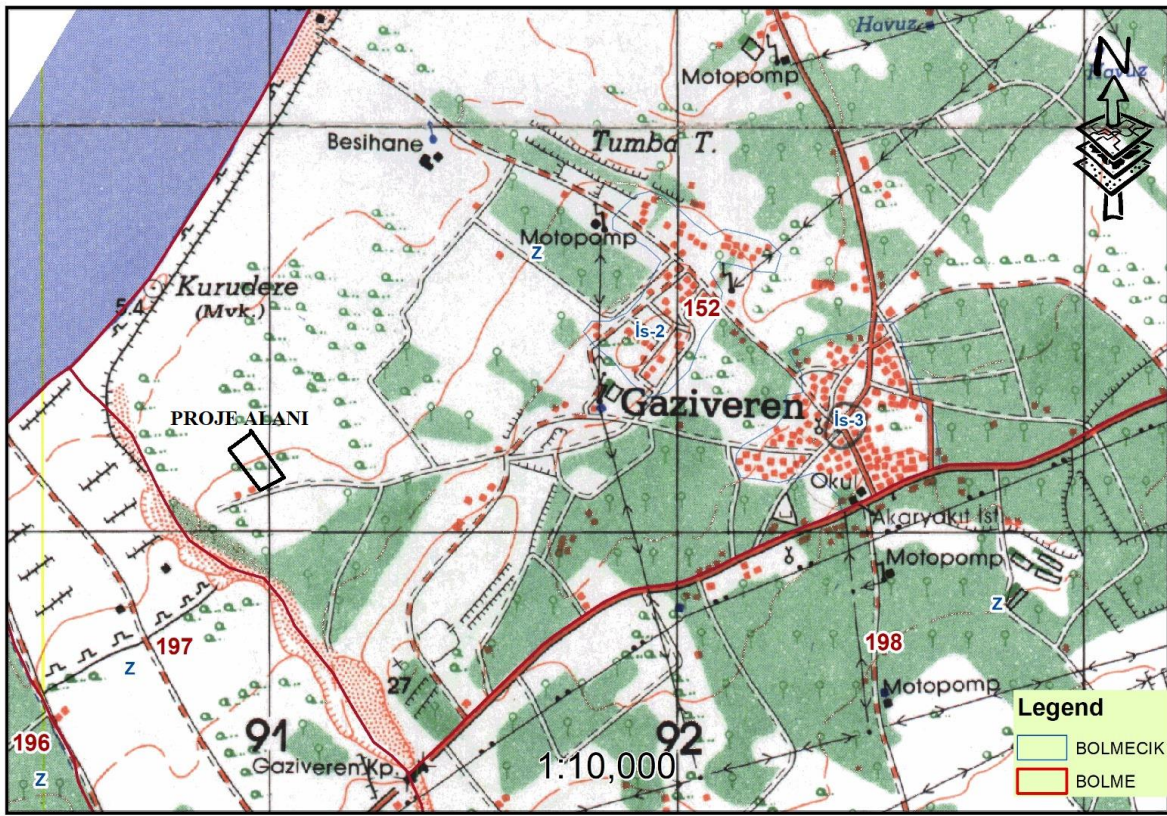 Havuz
Motopomp
N
Havuz
Besihane
Tumba T.
Motopomp
Z
Kurudere
(Mvk.)
5.4
152
İs-2
PROJE ALANI
Gaziveren
İs-3
Okul
Akaryakıt İst.
Motopomp
Z
197
Z
198
27
Motopomp
91
92
196
Z
Gaziveren Kp.
1:10,000
Legend
BOLMECIK
BOLME